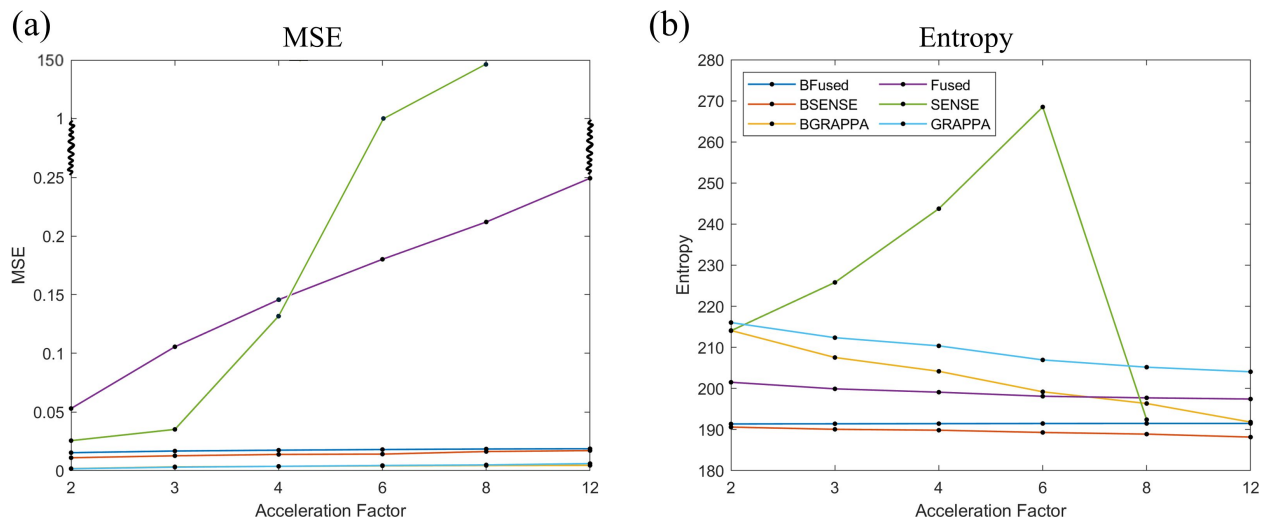 (a)
MSE
150
1
0.25
0.2
0.15
0.1
0.05
0
MSE
2 3 4 6 8 12
Acceleration Factor
(b)
Entropy
280
270
260
250
240
230
220
210
200
190
180
Entropy
BFused Fused
BSENSE SENSE
BGRAPPA GRAPPA
2 3 4 6 8 12
Acceleration Factor